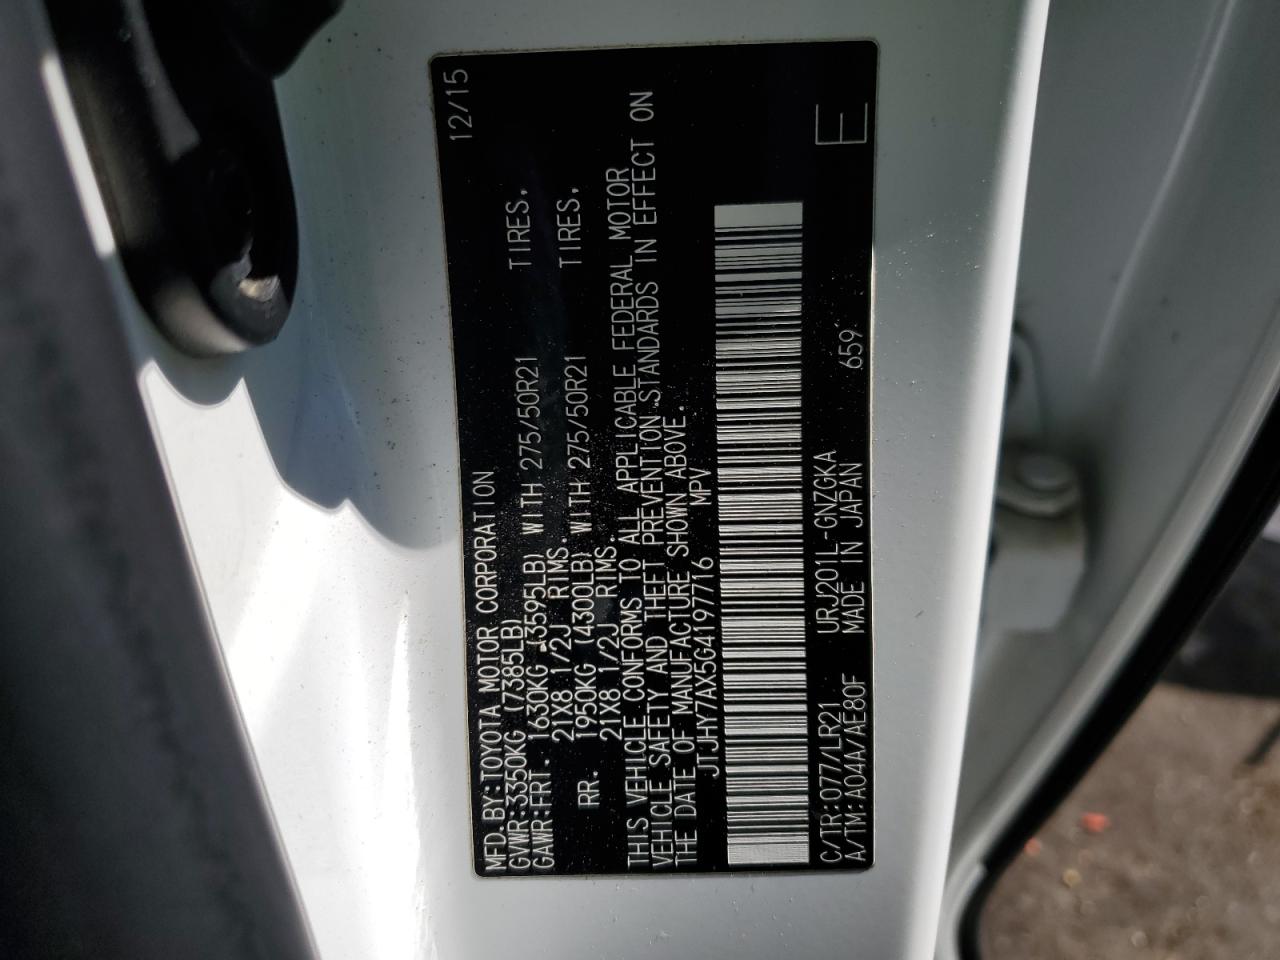 12/15
MFD. BY: TOYOTA MOTOR CORPORATION
GVWR: 3350KG (7385LB)
GAWR: FRT. 1630KG (3595LB) WITH 275/50R21 TIRES.
21X8 1/2J RIMS.
RR. 1950KG (4300LB) WITH 275/50R21 TIRES.
21X8 1/2J RIMS.
THIS VEHICLE CONFORMS TO ALL APPLICABLE FEDERAL MOTOR
VEHICLE SAFETY AND THEFT PREVENTION STANDARDS IN EFFECT ON
THE DATE OF MANUFACTURE SHOWN ABOVE.
JTJHY7AX5G4197716 MPV
C/TR: 077/LR21 URJ201L-GNZGKA
A/TM: A04A/AE80F MADE IN JAPAN 659
E